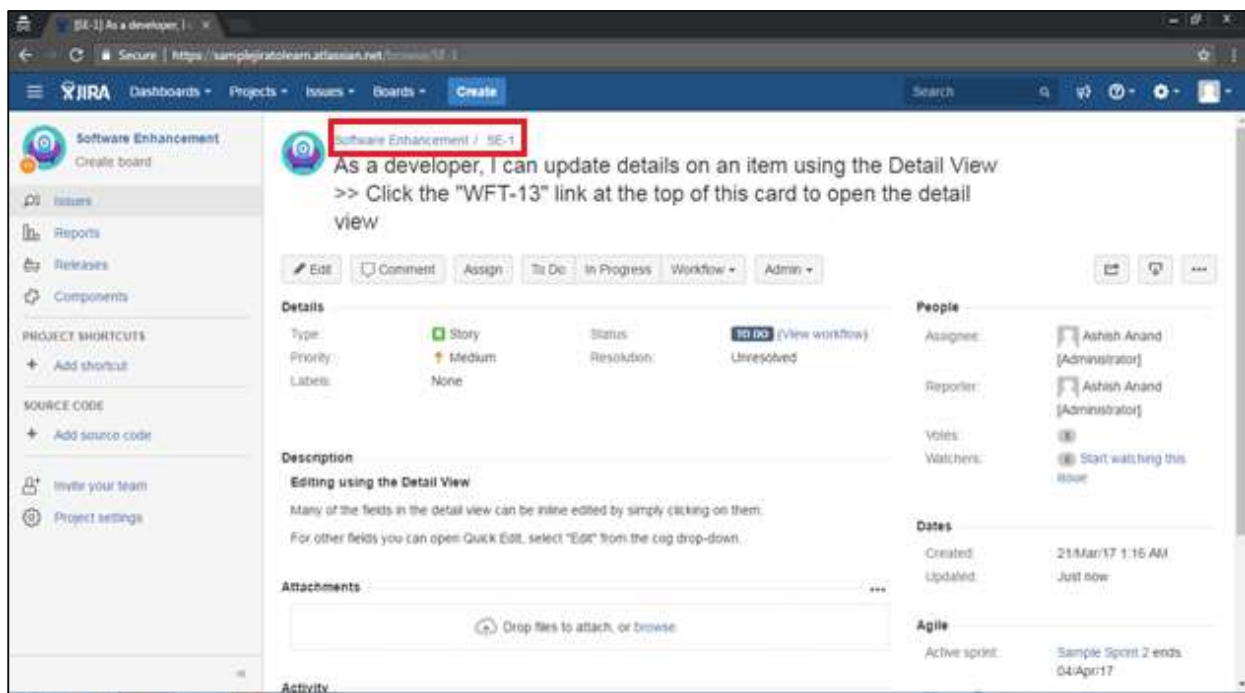 [SE-1] As a developer, I
Secure | https://samplejiratolearn.atlassian.net/browse/SE-1
JIRA Dashboards Projects Issues Boards Create Search
Software Enhancement
Create board
Issues
Reports
Releases
Components
PROJECT SHORTCUTS
+ Add shortcut
SOURCE CODE
+ Add source code
Invite your team
Project settings
Software Enhancement / SE-1
As a developer, I can update details on an item using the Detail View
>> Click the "WFT-13" link at the top of this card to open the detail
view
Edit Comment Assign To Do In Progress Workflow Admin
Details
Type: Story Status: TO DO (View workflow)
Priority: Medium Resolution: Unresolved
Labels: None
Description
Editing using the Detail View
Many of the fields in the detail view can be inline edited by simply clicking on them.
For other fields you can open Quick Edit, select "Edit" from the cog drop-down.
Attachments
Drop files to attach, or browse.
Activity
People
Assignee: Ashish Anand
[Administrator]
Reporter: Ashish Anand
[Administrator]
Votes:
Watchers: Start watching this
issue
Dates
Created: 21/Mar/17 1:16 AM
Updated: Just now
Agile
Active sprint: Sample Sprint 2 ends
04/Apr/17